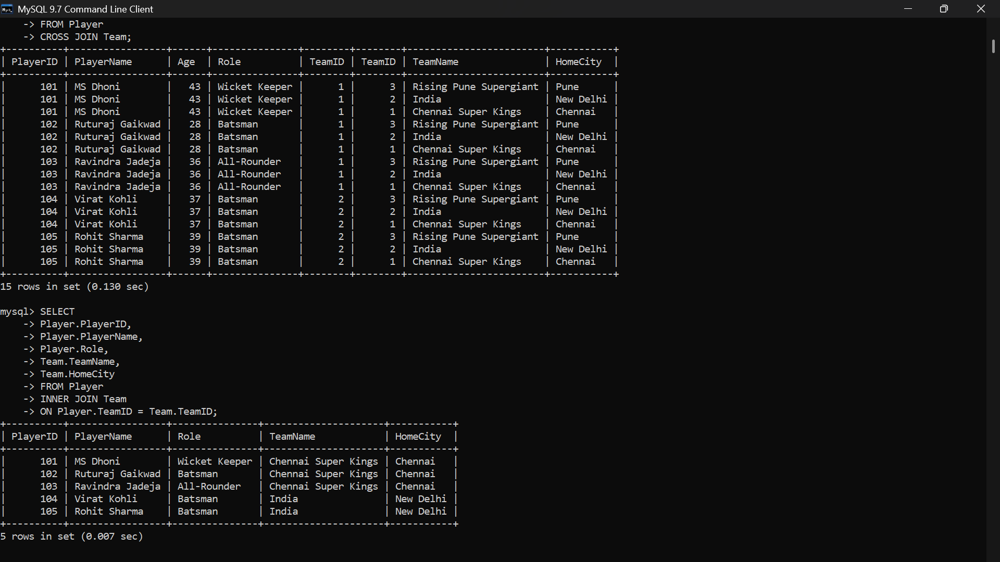 MySQL 9.7 Command Line Client
    -> FROM Player
    -> CROSS JOIN Team;
+----------+-----------------+------+---------------+--------+--------+------------------------+-----------+
| PlayerID | PlayerName      | Age  | Role          | TeamID | TeamID | TeamName               | HomeCity  |
+----------+-----------------+------+---------------+--------+--------+------------------------+-----------+
|      101 | MS Dhoni        |   43 | Wicket Keeper |      1 |      3 | Rising Pune Supergiant | Pune      |
|      101 | MS Dhoni        |   43 | Wicket Keeper |      1 |      2 | India                  | New Delhi |
|      101 | MS Dhoni        |   43 | Wicket Keeper |      1 |      1 | Chennai Super Kings    | Chennai   |
|      102 | Ruturaj Gaikwad |   28 | Batsman       |      1 |      3 | Rising Pune Supergiant | Pune      |
|      102 | Ruturaj Gaikwad |   28 | Batsman       |      1 |      2 | India                  | New Delhi |
|      102 | Ruturaj Gaikwad |   28 | Batsman       |      1 |      1 | Chennai Super Kings    | Chennai   |
|      103 | Ravindra Jadeja |   36 | All-Rounder   |      1 |      3 | Rising Pune Supergiant | Pune      |
|      103 | Ravindra Jadeja |   36 | All-Rounder   |      1 |      2 | India                  | New Delhi |
|      103 | Ravindra Jadeja |   36 | All-Rounder   |      1 |      1 | Chennai Super Kings    | Chennai   |
|      104 | Virat Kohli     |   37 | Batsman       |      2 |      3 | Rising Pune Supergiant | Pune      |
|      104 | Virat Kohli     |   37 | Batsman       |      2 |      2 | India                  | New Delhi |
|      104 | Virat Kohli     |   37 | Batsman       |      2 |      1 | Chennai Super Kings    | Chennai   |
|      105 | Rohit Sharma    |   39 | Batsman       |      2 |      3 | Rising Pune Supergiant | Pune      |
|      105 | Rohit Sharma    |   39 | Batsman       |      2 |      2 | India                  | New Delhi |
|      105 | Rohit Sharma    |   39 | Batsman       |      2 |      1 | Chennai Super Kings    | Chennai   |
+----------+-----------------+------+---------------+--------+--------+------------------------+-----------+
15 rows in set (0.130 sec)

mysql> SELECT
    -> Player.PlayerID,
    -> Player.PlayerName,
    -> Player.Role,
    -> Team.TeamName,
    -> Team.HomeCity
    -> FROM Player
    -> INNER JOIN Team
    -> ON Player.TeamID = Team.TeamID;
+----------+-----------------+---------------+---------------------+-----------+
| PlayerID | PlayerName      | Role          | TeamName            | HomeCity  |
+----------+-----------------+---------------+---------------------+-----------+
|      101 | MS Dhoni        | Wicket Keeper | Chennai Super Kings | Chennai   |
|      102 | Ruturaj Gaikwad | Batsman       | Chennai Super Kings | Chennai   |
|      103 | Ravindra Jadeja | All-Rounder   | Chennai Super Kings | Chennai   |
|      104 | Virat Kohli     | Batsman       | India               | New Delhi |
|      105 | Rohit Sharma    | Batsman       | India               | New Delhi |
+----------+-----------------+---------------+---------------------+-----------+
5 rows in set (0.007 sec)